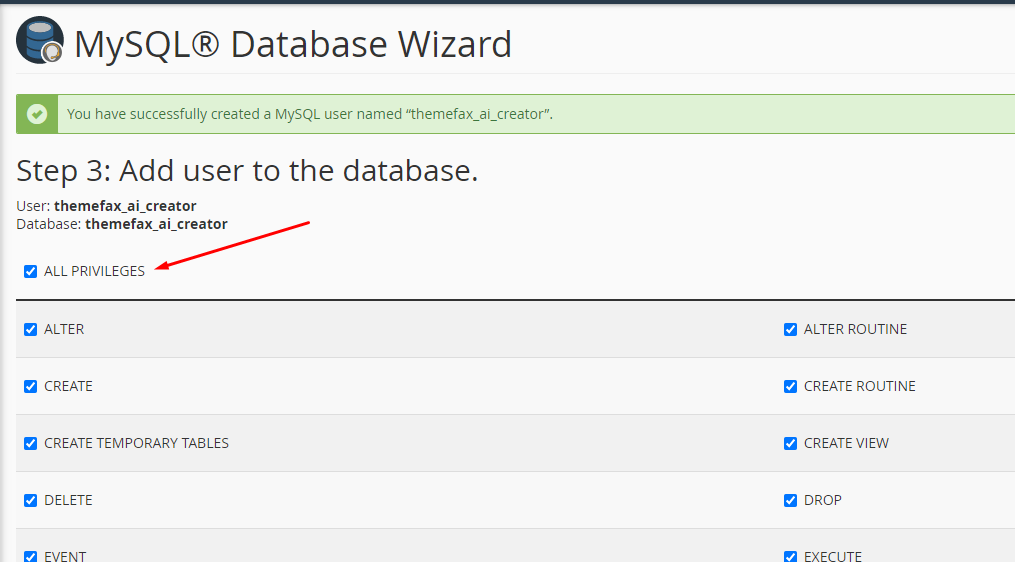 MySQL® Database Wizard
You have successfully created a MySQL user named “themefax_ai_creator”.
Step 3: Add user to the database.
User: themefax_ai_creator
Database: themefax_ai_creator
ALL PRIVILEGES
ALTER
ALTER ROUTINE
CREATE
CREATE ROUTINE
CREATE TEMPORARY TABLES
CREATE VIEW
DELETE
DROP
EVENT
EXECUTE